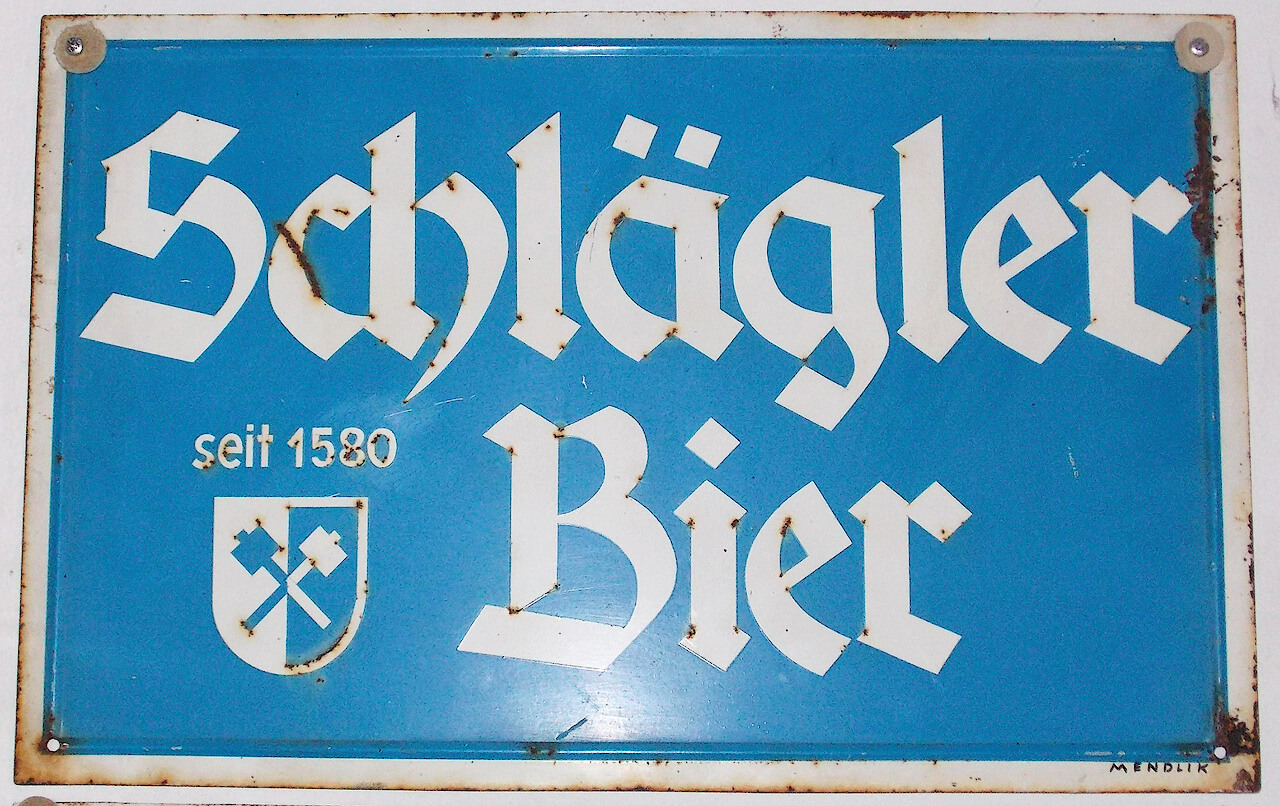 Schlägler
seit 1580
Bier
MENDLIK